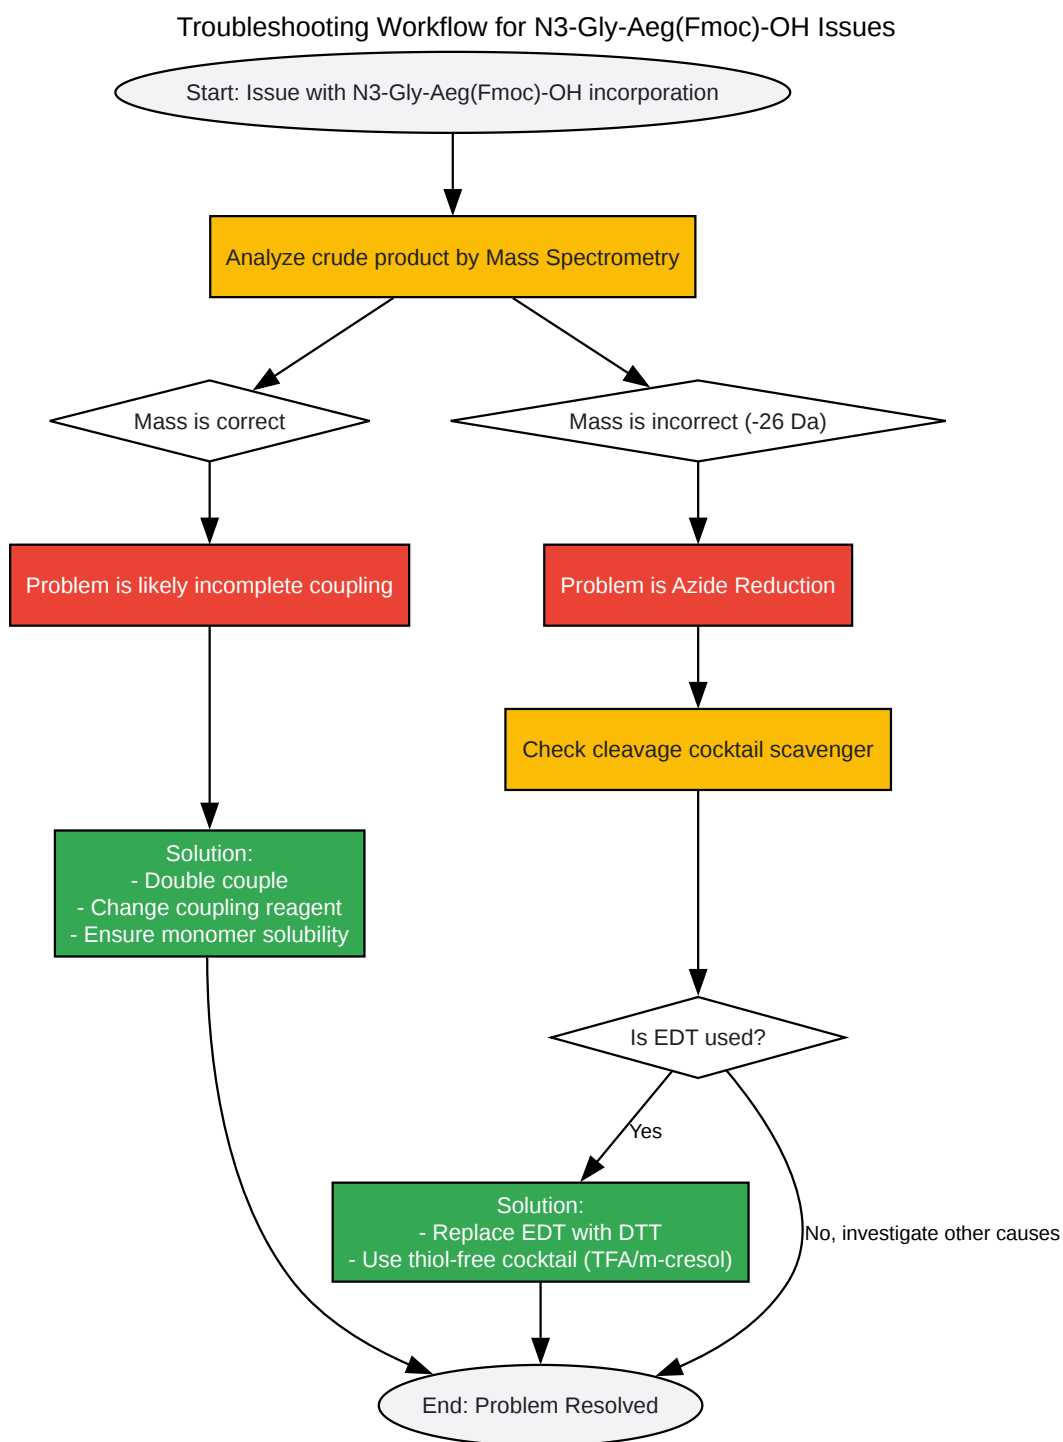 Troubleshooting Workflow for N3-Gly-Aeg(Fmoc)-OH Issues
Start: Issue with N3-Gly-Aeg(Fmoc)-OH incorporation
Analyze crude product by Mass Spectrometry
Mass is correct
Mass is incorrect (-26 Da)
Problem is likely incomplete coupling
Problem is Azide Reduction
Check cleavage cocktail scavenger
Solution:
- Double couple
- Change coupling reagent
- Ensure monomer solubility
Is EDT used?
Yes
Solution:
- Replace EDT with DTT
- Use thiol-free cocktail (TFA/m-cresol)
No, investigate other causes
End: Problem Resolved